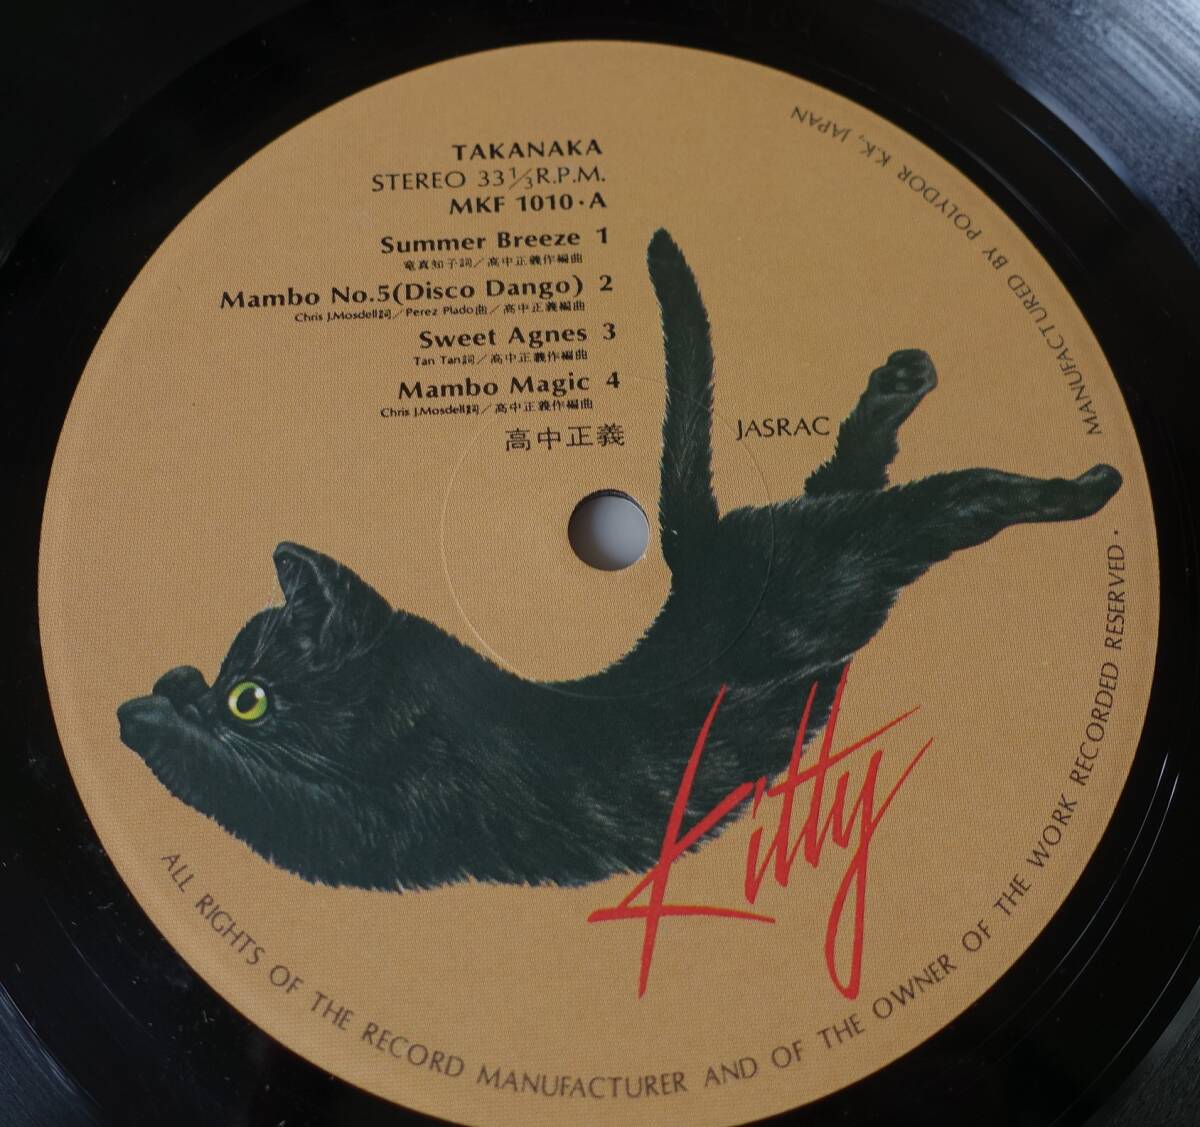 TAKANAKA
STEREO 33 1/3 R.P.M.
MKF 1010·A
Summer Breeze 1
竜真知子詞／高中正義作編曲
Mambo No.5(Disco Dango) 2
Chris J.Mosdell詞／Perez Plado曲／高中正義編曲
Sweet Agnes 3
Tan Tan詞／高中正義作編曲
Mambo Magic 4
Chris J.Mosdell詞／高中正義作編曲
高中正義
JASRAC
Kitty
ALL RIGHTS OF THE RECORD MANUFACTURER AND OF THE OWNER OF THE WORK RECORDED RESERVED · MANUFACTURED BY POLYDOR K.K., JAPAN